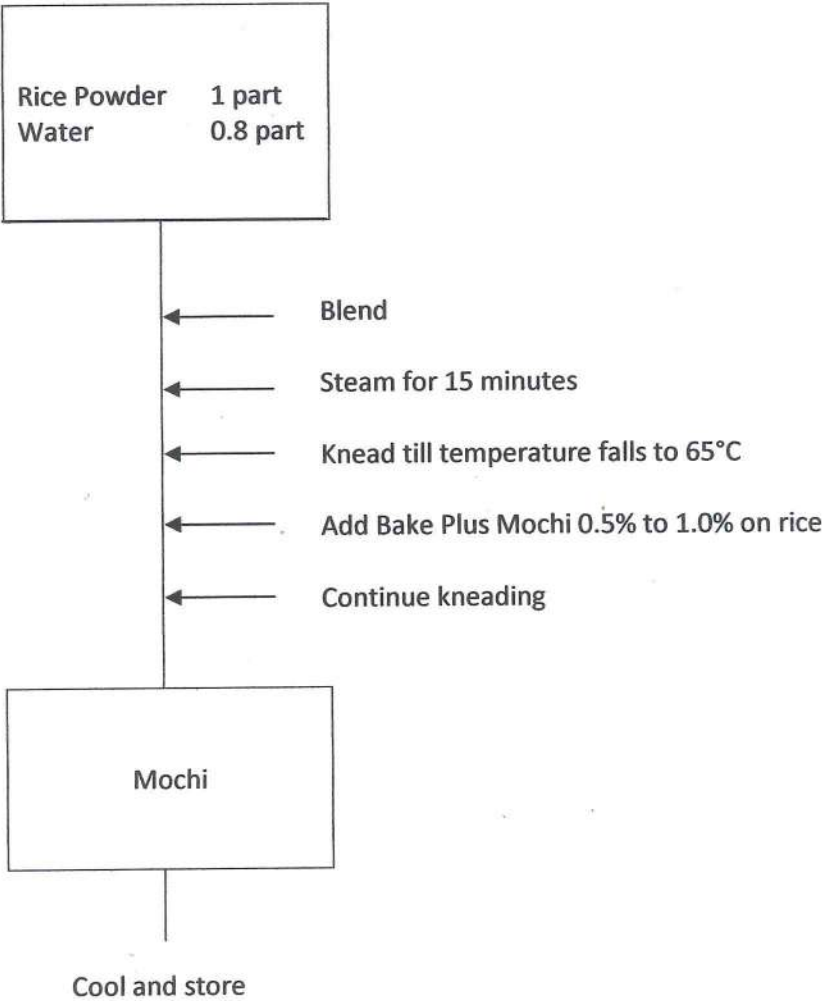 Rice Powder 1 part
Water 0.8 part
Blend
Steam for 15 minutes
Knead till temperature falls to 65°C
Add Bake Plus Mochi 0.5% to 1.0% on rice
Continue kneading
Mochi
Cool and store